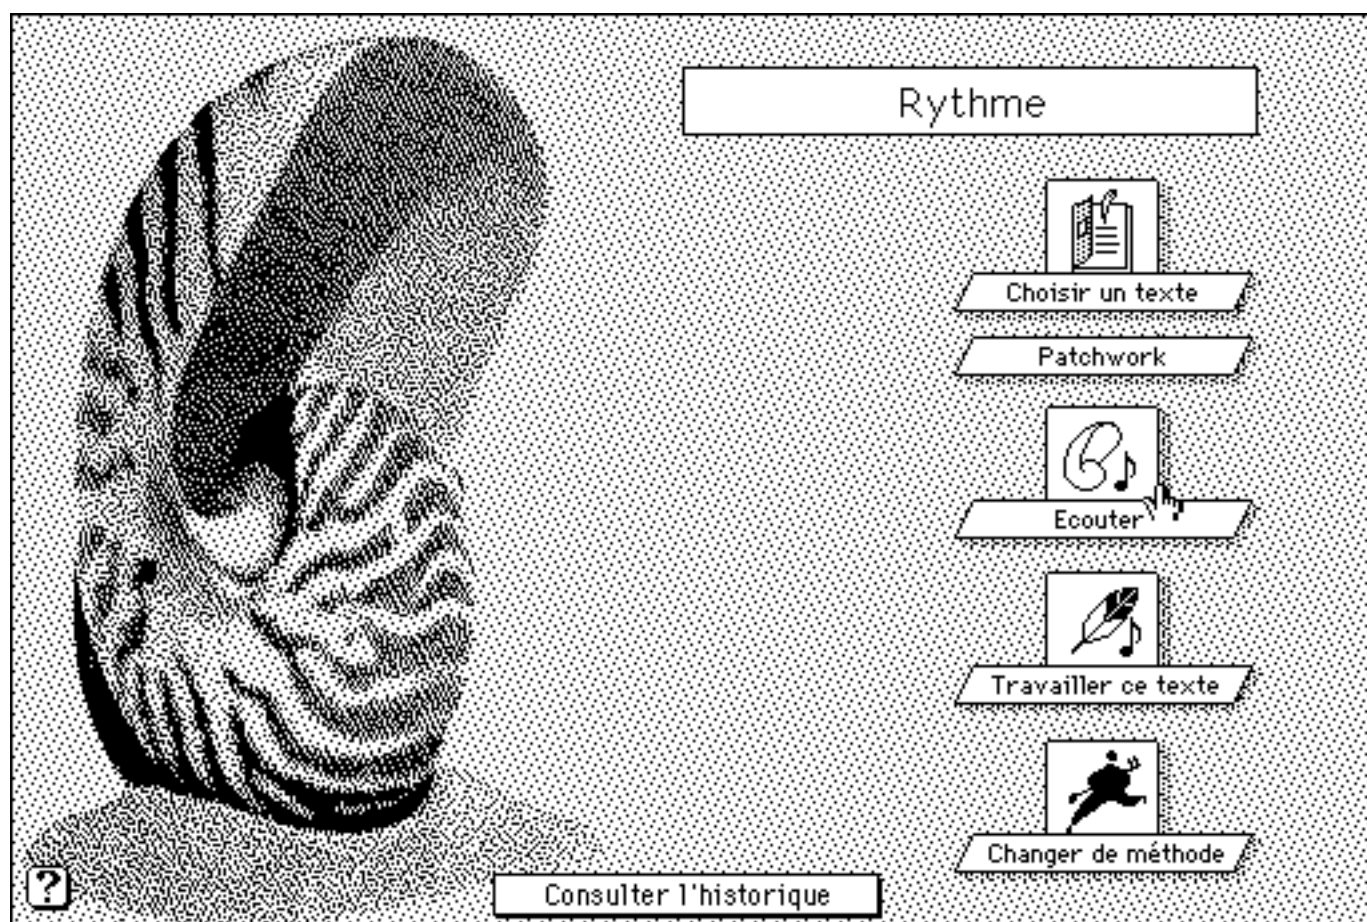 Rythme
Choisir un texte
Patchwork
Ecouter
Travailler ce texte
Changer de méthode
?
Consulter l'historique